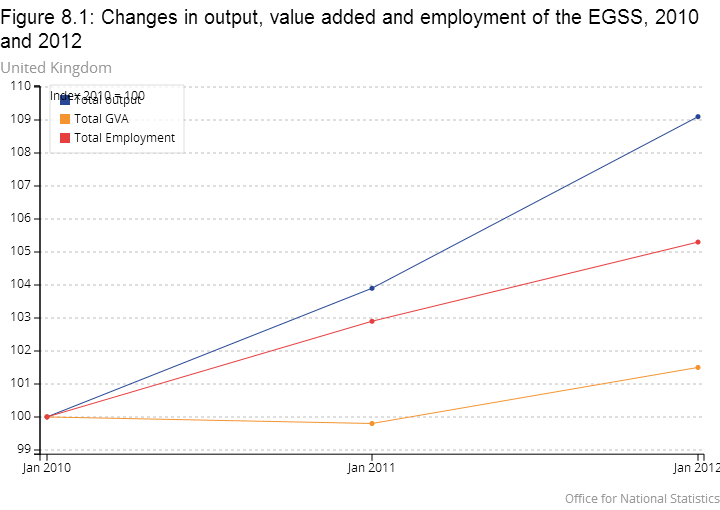 Figure 8.1: Changes in output, value added and employment of the EGSS, 2010
and 2012
United Kingdom
110
Index 2010 = 100
Total output
Total GVA
Total Employment
109
108
107
106
105
104
103
102
101
100
99
Jan 2010
Jan 2011
Jan 2012
Office for National Statistics